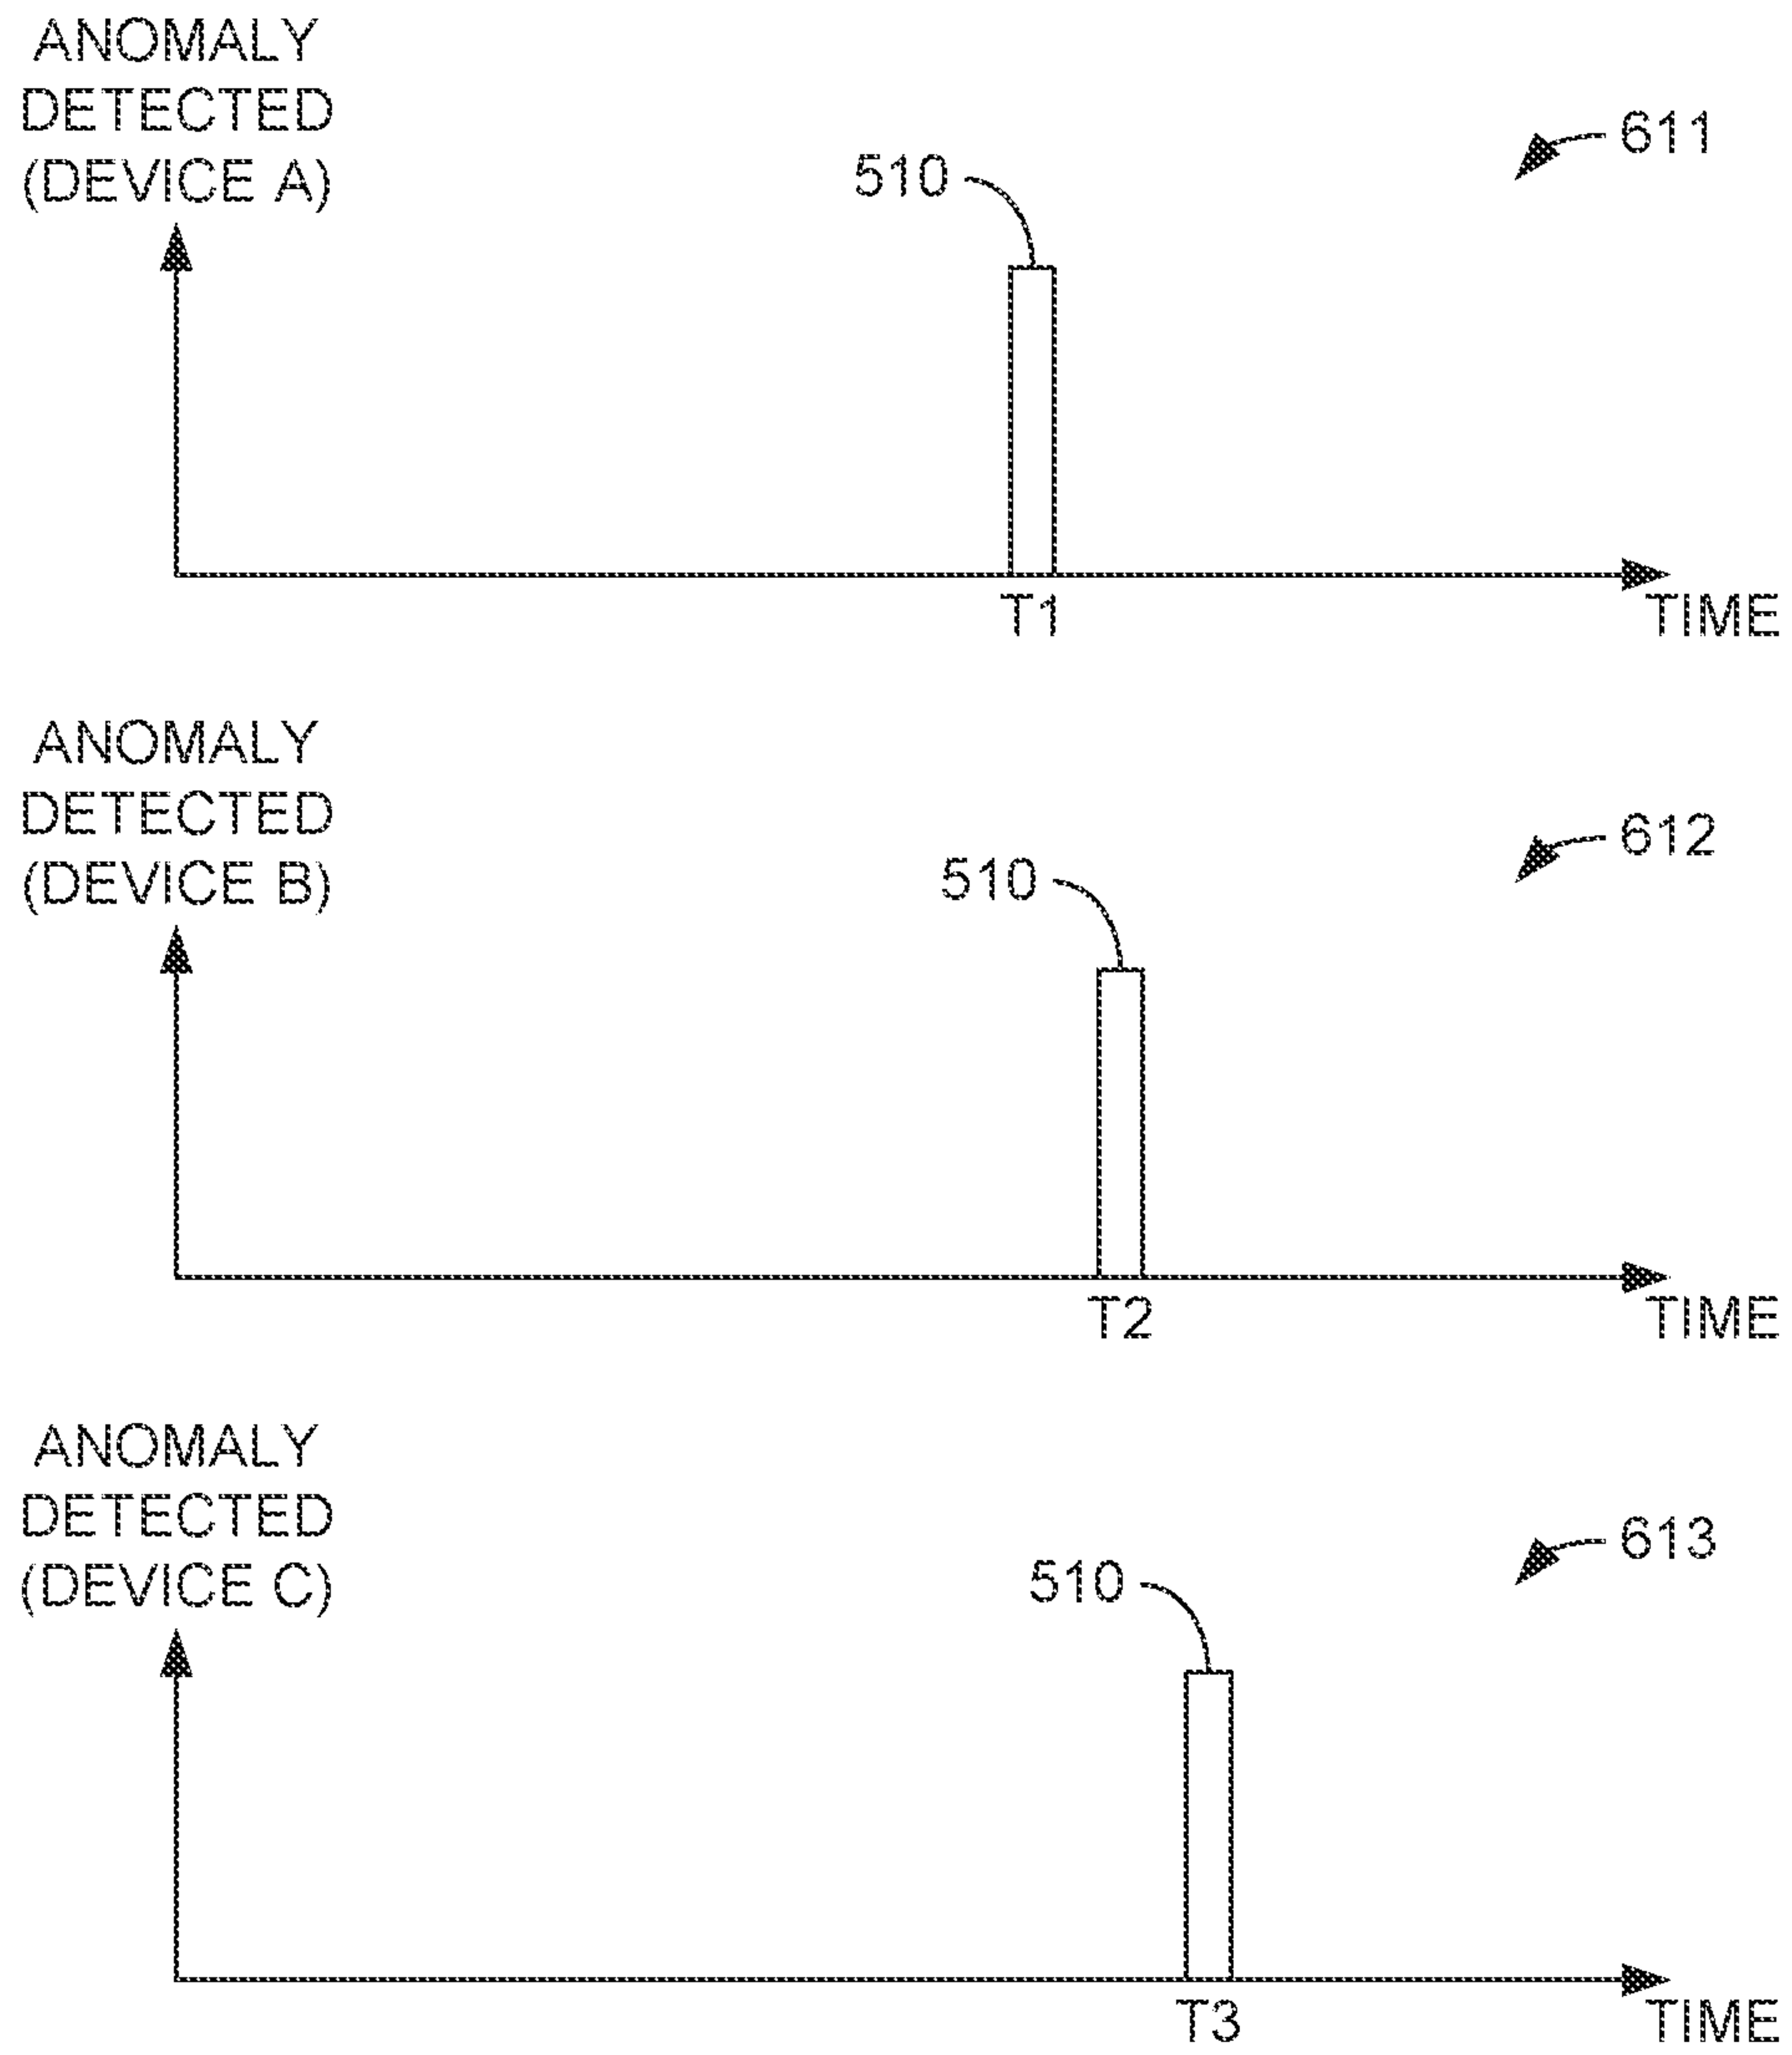 ANOMALY
DETECTED
(DEVICE A)
611
510
T1
TIME
ANOMALY
DETECTED
(DEVICE B)
612
510
T2
TIME
ANOMALY
DETECTED
(DEVICE C)
613
510
T3
TIME